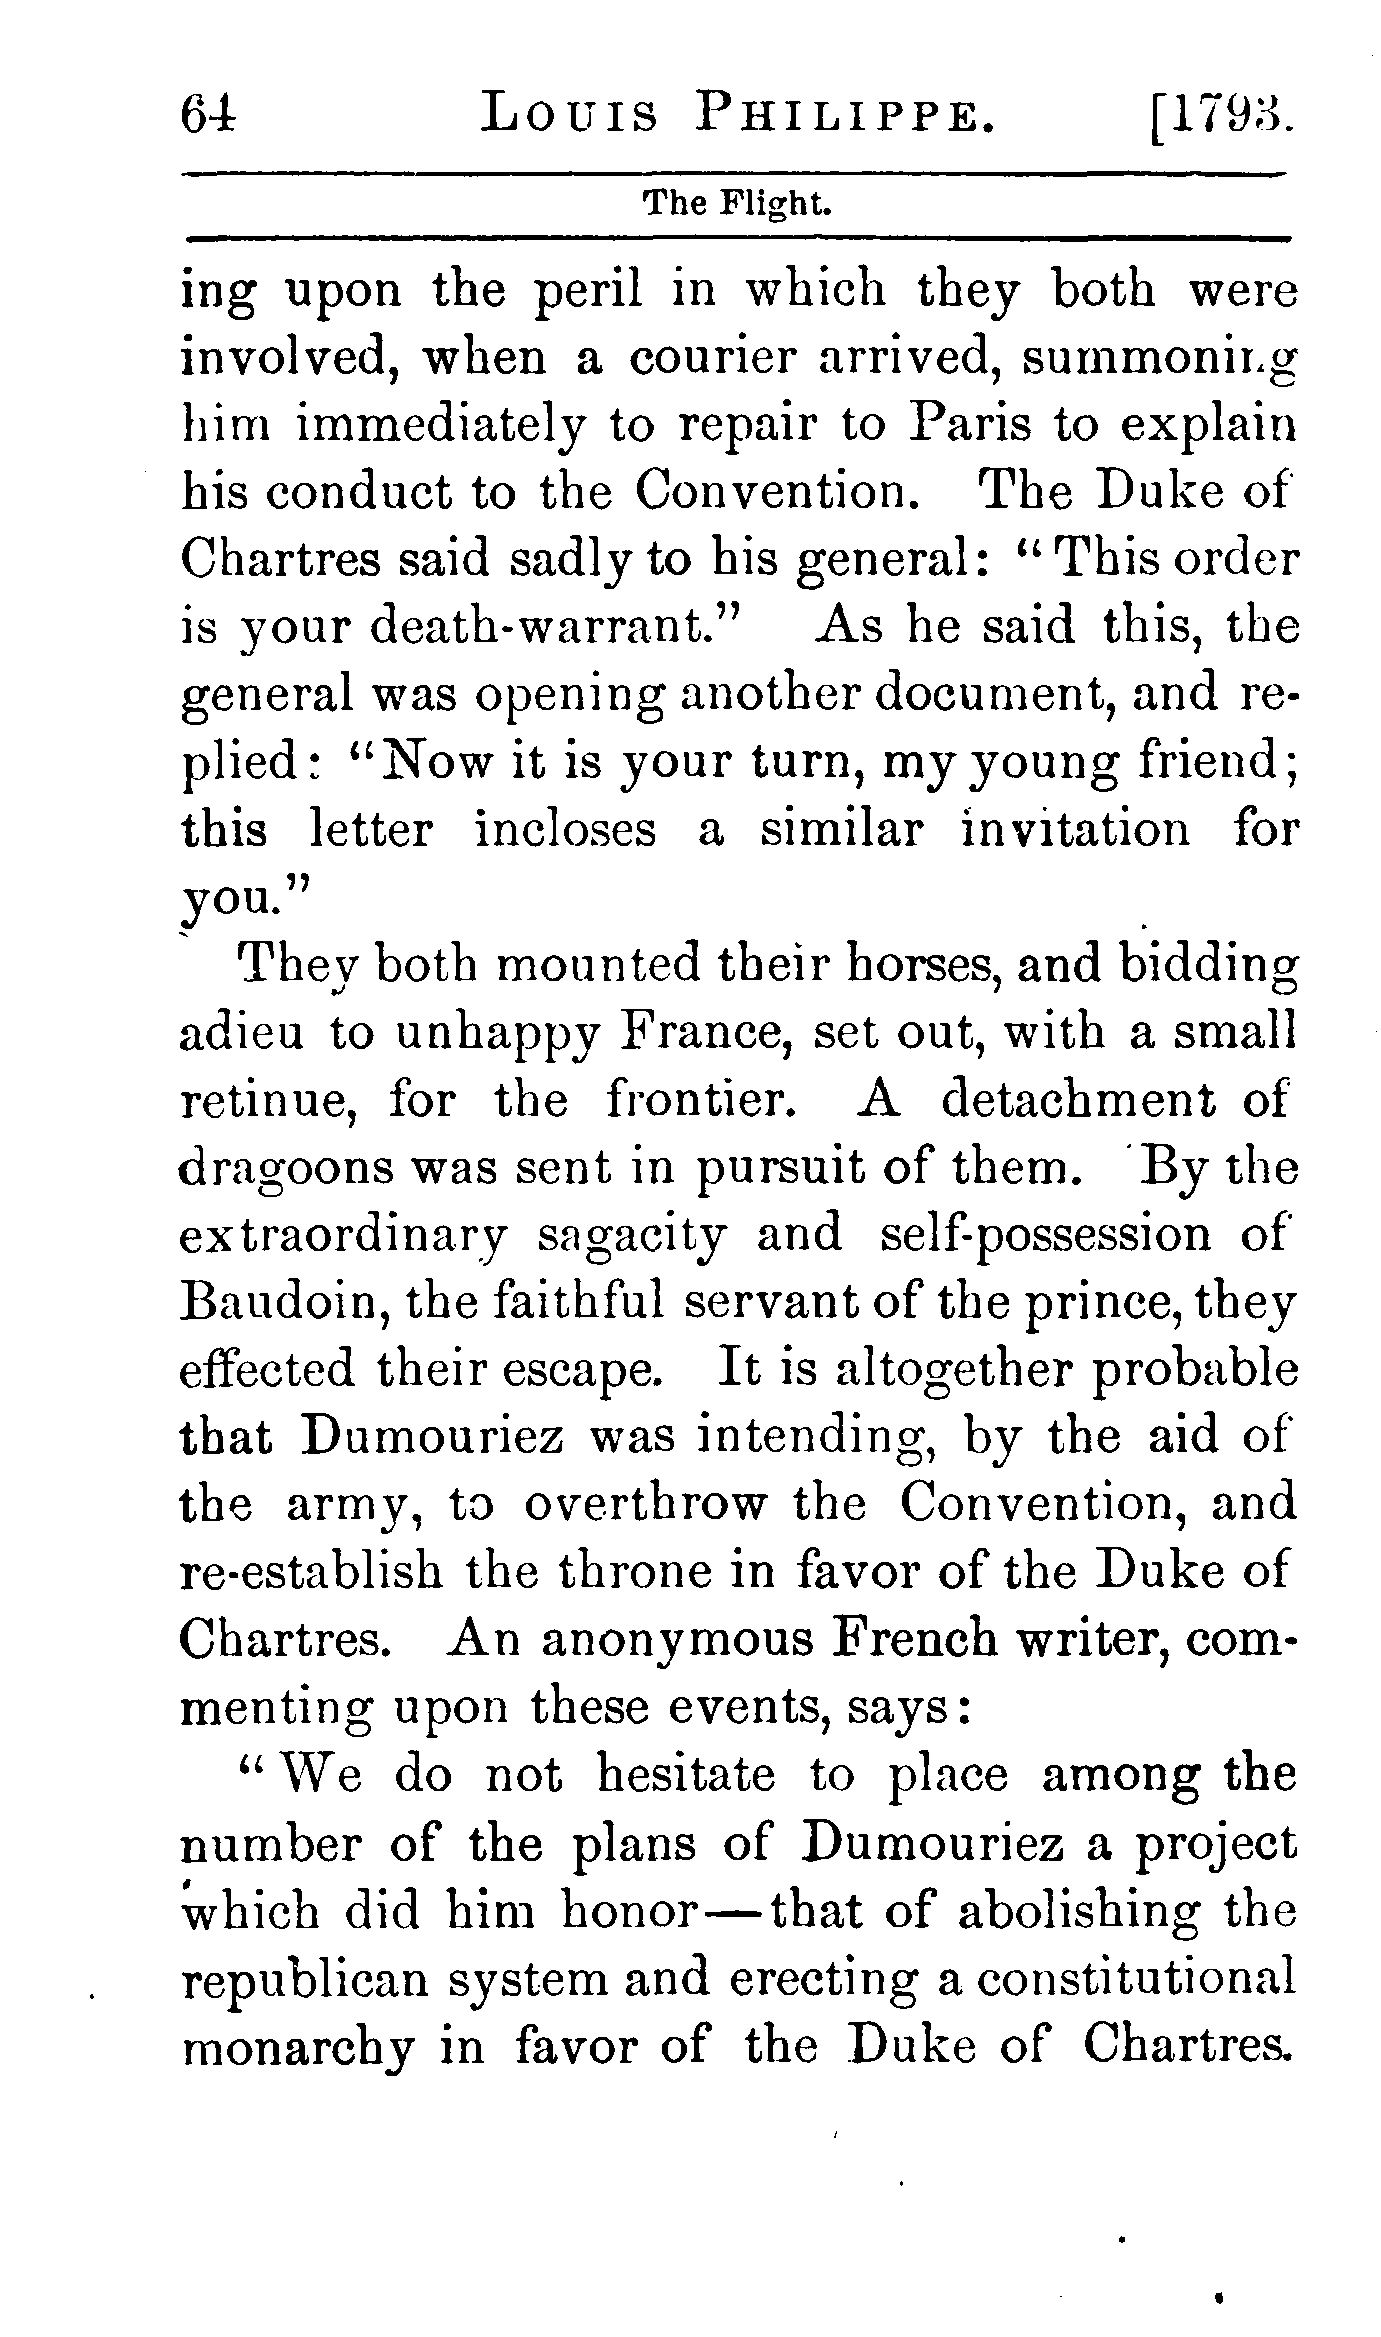 64 LOUIS PHILIPPE. [1793.
The Flight.
ing upon the peril in which they both were
involved, when a courier arrived, summoning
him immediately to repair to Paris to explain
his conduct to the Convention. The Duke of
Chartres said sadly to his general: “This order
is your death-warrant.” As he said this, the
general was opening another document, and re-
plied: “Now it is your turn, my young friend;
this letter incloses a similar invitation for
you.”
They both mounted their horses, and bidding
adieu to unhappy France, set out, with a small
retinue, for the frontier. A detachment of
dragoons was sent in pursuit of them. By the
extraordinary sagacity and self-possession of
Baudoin, the faithful servant of the prince, they
effected their escape. It is altogether probable
that Dumouriez was intending, by the aid of
the army, to overthrow the Convention, and
re-establish the throne in favor of the Duke of
Chartres. An anonymous French writer, com-
menting upon these events, says:
“We do not hesitate to place among the
number of the plans of Dumouriez a project
which did him honor—that of abolishing the
republican system and erecting a constitutional
monarchy in favor of the Duke of Chartres.